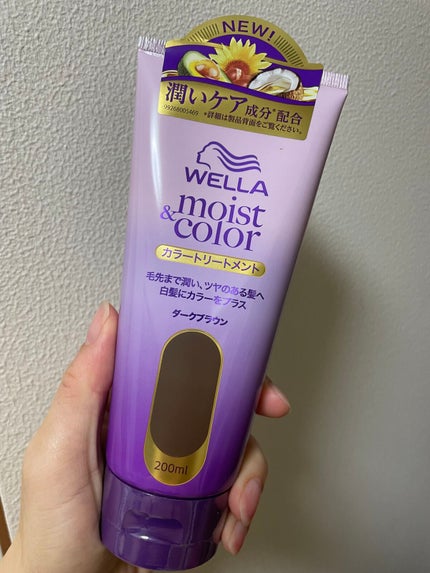 NEW!
潤いケア成分*配合
99268005469 *詳細は製品背面をご覧ください。
WELLA
moist
& color
カラートリートメント
毛先まで潤い、ツヤのある髪へ
白髪にカラーをプラス
ダークブラウン
200ml